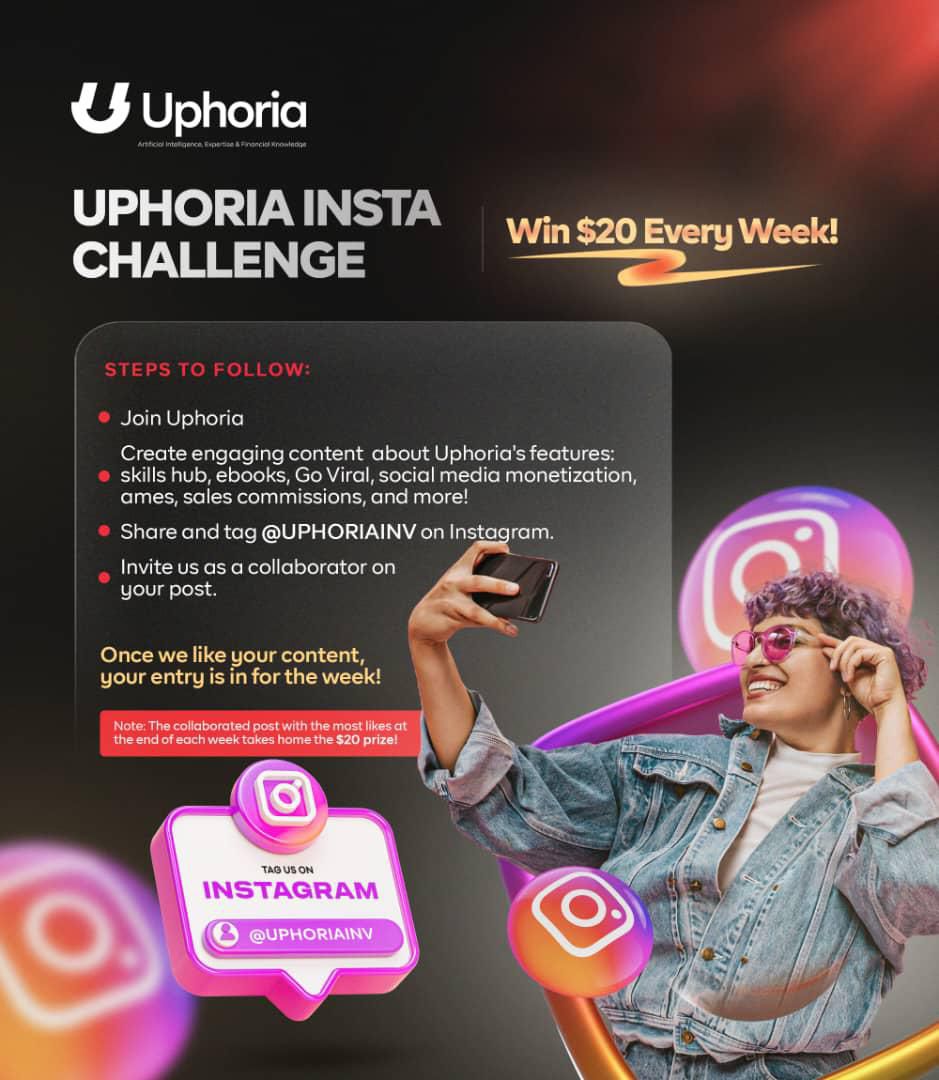 Uphoria
Artificial Intelligence, Expertise & Financial Knowledge
UPHORIA INSTA
CHALLENGE
Win $20 Every Week!
STEPS TO FOLLOW:
Join Uphoria
Create engaging content about Uphoria's features:
skills hub, ebooks, Go Viral, social media monetization,
ames, sales commissions, and more!
Share and tag @UPHORIAINV on Instagram.
Invite us as a collaborator on
your post.
Once we like your content,
your entry is in for the week!
Note: The collaborated post with the most likes at
the end of each week takes home the $20 prize!
TAG US ON
INSTAGRAM
@UPHORIAINV